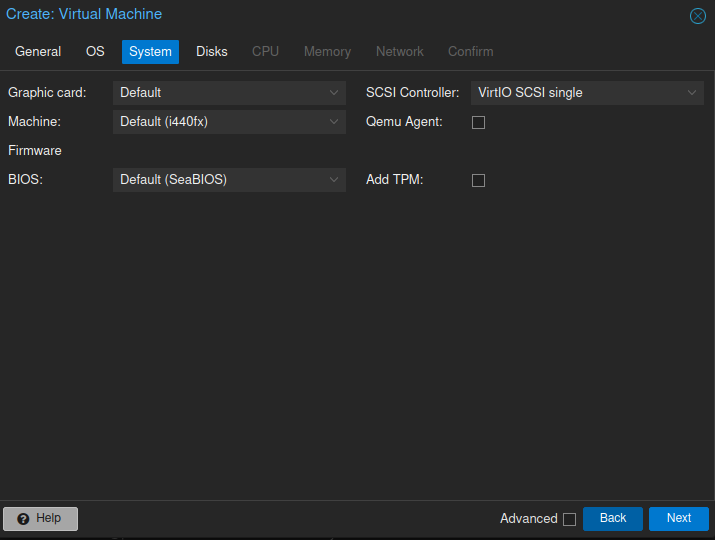 Create: Virtual Machine
General OS System Disks CPU Memory Network Confirm
Graphic card: Default SCSI Controller: VirtIO SCSI single
Machine: Default (i440fx) Qemu Agent:
Firmware
BIOS: Default (SeaBIOS) Add TPM:
Help Advanced Back Next